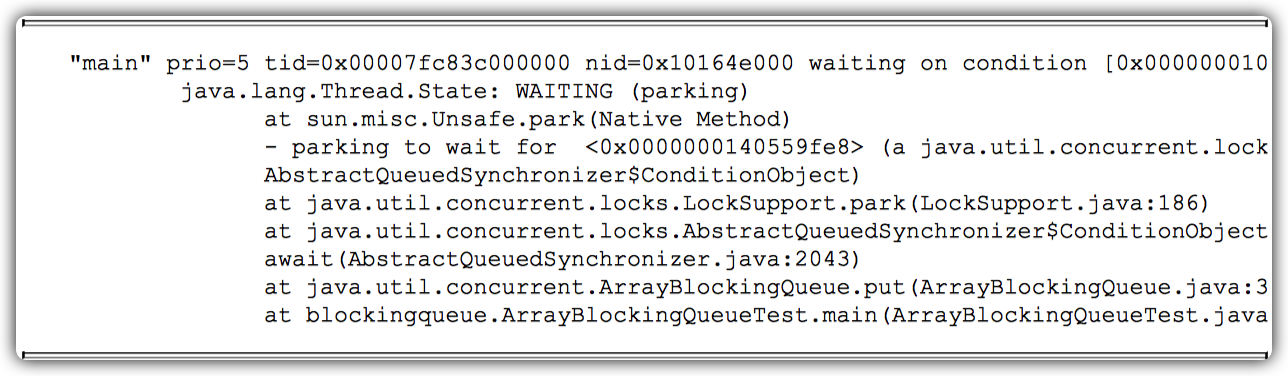 "main" prio=5 tid=0x00007fc83c000000 nid=0x10164e000 waiting on condition [0x000000010
java.lang.Thread.State: WAITING (parking)
at sun.misc.Unsafe.park(Native Method)
- parking to wait for  <0x0000000140559fe8> (a java.util.concurrent.lock
AbstractQueuedSynchronizer$ConditionObject)
at java.util.concurrent.locks.LockSupport.park(LockSupport.java:186)
at java.util.concurrent.locks.AbstractQueuedSynchronizer$ConditionObject
await(AbstractQueuedSynchronizer.java:2043)
at java.util.concurrent.ArrayBlockingQueue.put(ArrayBlockingQueue.java:3
at blockingqueue.ArrayBlockingQueueTest.main(ArrayBlockingQueueTest.java